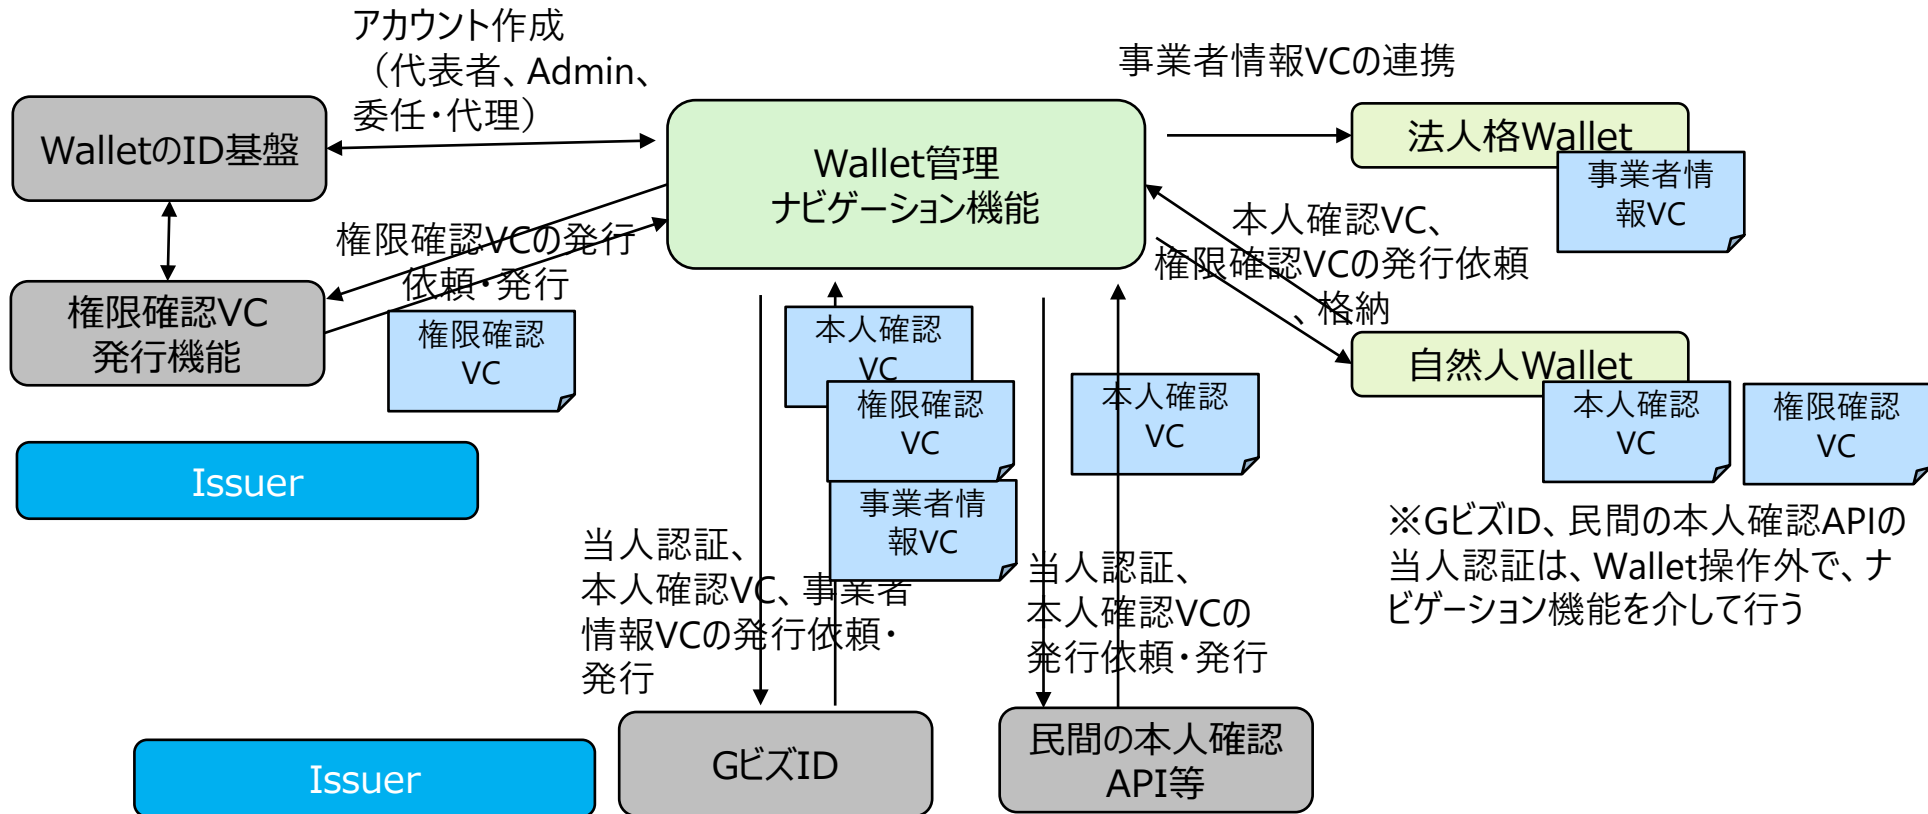 アカウント作成
（代表者、Admin、
委任・代理）
事業者情報VCの連携
WalletのID基盤
Wallet管理
ナビゲーション機能
法人格Wallet
事業者情
報VC
権限確認VCの発行
依頼・発行
本人確認VC、
権限確認VCの発行依頼
、格納
権限確認VC
発行機能
権限確認
VC
本人確認
VC
権限確認
VC
事業者情
報VC
本人確認
VC
自然人Wallet
本人確認
VC
権限確認
VC
Issuer
当人認証、
本人確認VC、事業者
情報VCの発行依頼・
発行
当人認証、
本人確認VCの
発行依頼・発行
※GビズID、民間の本人確認APIの
当人認証は、Wallet操作外で、ナ
ビゲーション機能を介して行う
Issuer
GビズID
民間の本人確認
API等